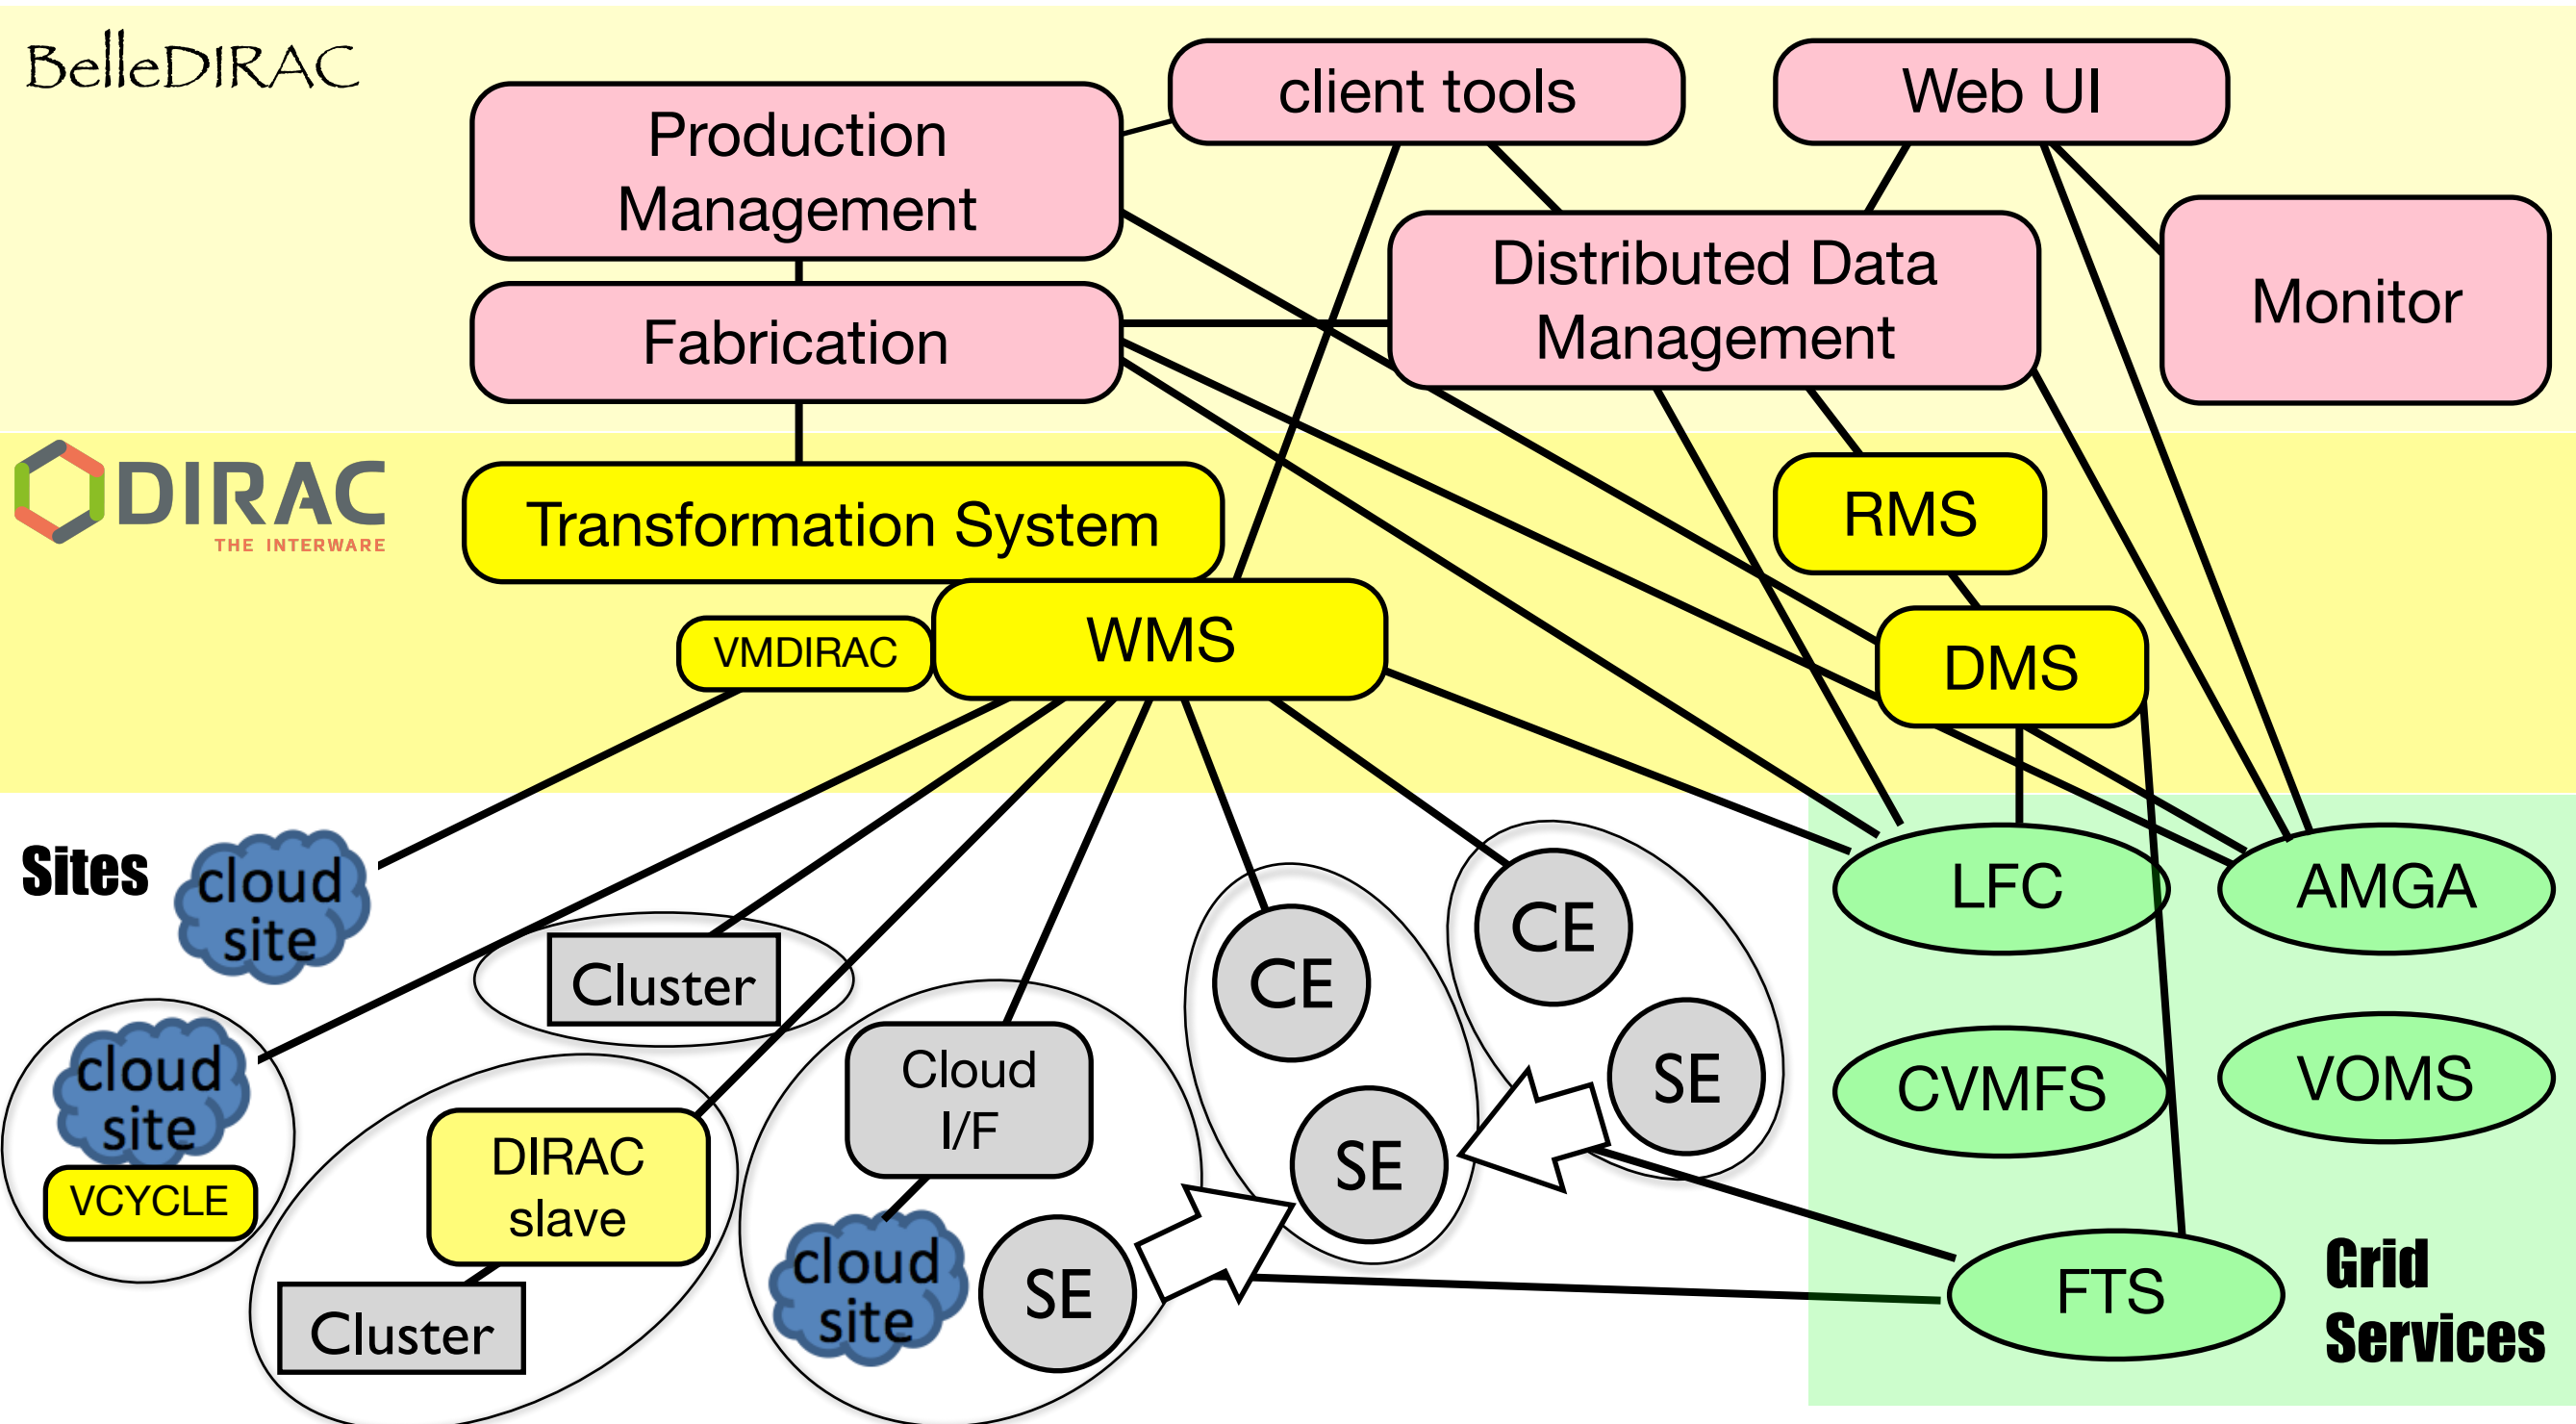 BelleDIRAC
client tools
Web UI
Production
Management
Distributed Data
Management
Monitor
Fabrication
DIRAC
THE INTERWARE
Transformation System
RMS
VMDIRAC
WMS
DMS
Sites
cloud
site
Cluster
CE
CE
LFC
AMGA
cloud
site
VCYCLE
DIRAC
slave
Cluster
Cloud
I/F
cloud
site
SE
SE
SE
CVMFS
VOMS
FTS
Grid
Services